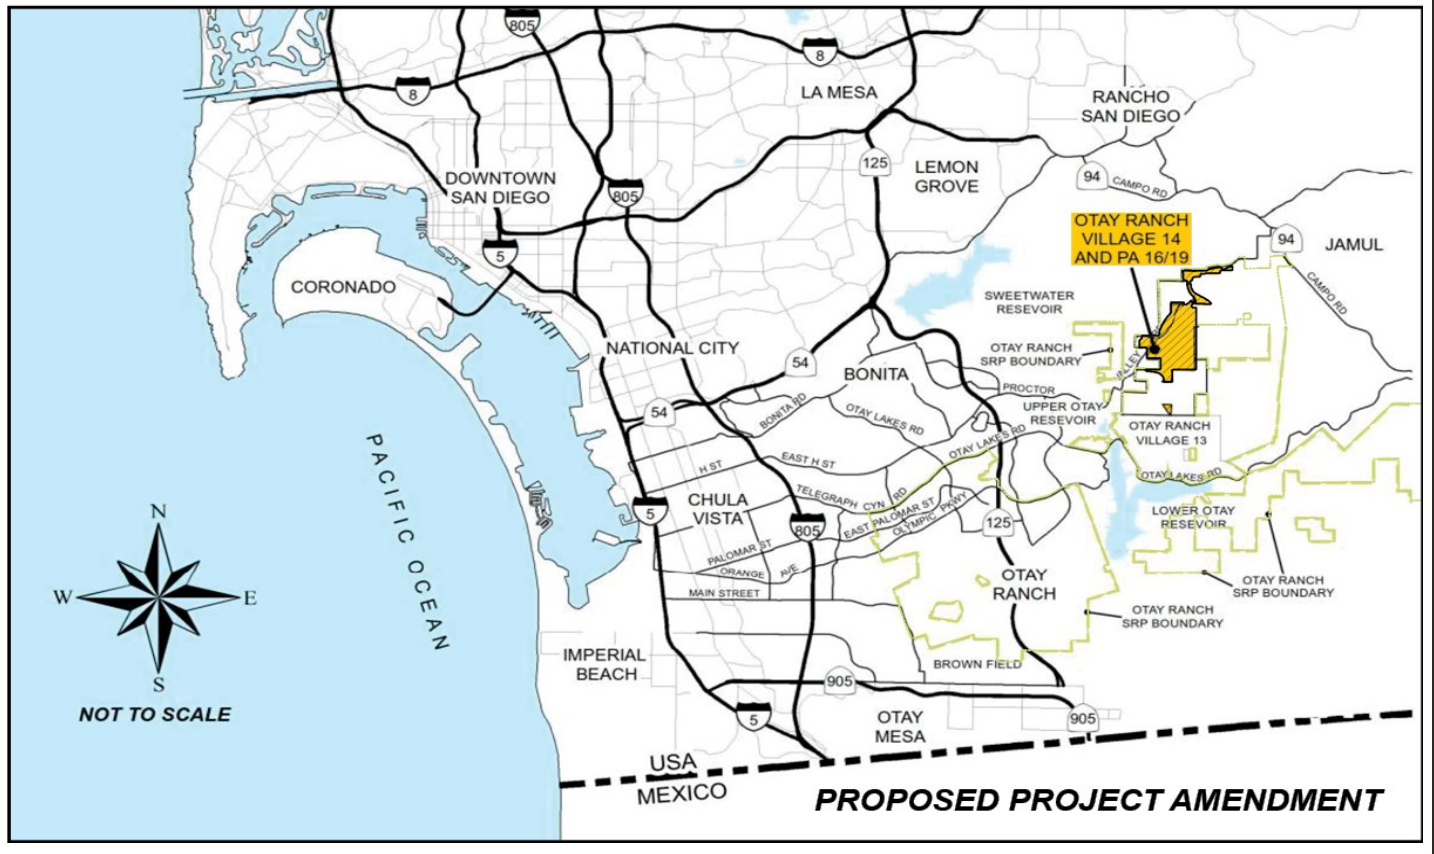 805
8
8
LA MESA
RANCHO
SAN DIEGO
125
LEMON
GROVE
94
CAMPO RD
DOWNTOWN
SAN DIEGO
805
5
OTAY RANCH
VILLAGE 14
AND PA 16/19
94
JAMUL
CAMPO RD
CORONADO
SWEETWATER
RESEVOIR
OTAY RANCH
SRP BOUNDARY
NATIONAL CITY
54
BONITA
VALLEY
PROCTOR
54
BONITA RD
OTAY LAKES RD
UPPER OTAY
RESEVOIR
OTAY RANCH
VILLAGE 13
OTAY LAKES RD
H ST
EAST H ST
OTAY LAKES RD
PACIFIC OCEAN
CHULA
VISTA
TELEGRAPH CYN RD
EAST PALOMAR ST
OLYMPIC PKWY
5
805
125
LOWER OTAY
RESEVOIR
PALOMAR ST
ORANGE AVE
MAIN STREET
OTAY
RANCH
OTAY RANCH
SRP BOUNDARY
OTAY RANCH
SRP BOUNDARY
N
W
E
S
NOT TO SCALE
IMPERIAL
BEACH
BROWN FIELD
905
5
OTAY
MESA
905
USA
MEXICO
PROPOSED PROJECT AMENDMENT